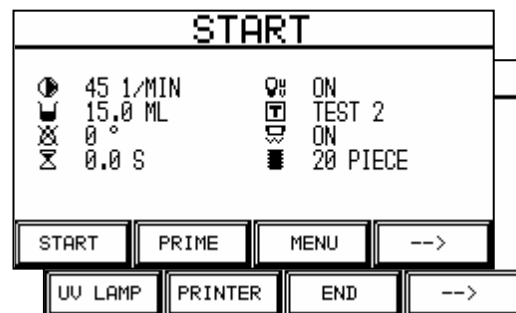 START
45 1/MIN ON
15.0 ML T TEST 2
0 ° ON
0.0 S 20 PIECE
START PRIME MENU -->
UV LAMP PRINTER END -->